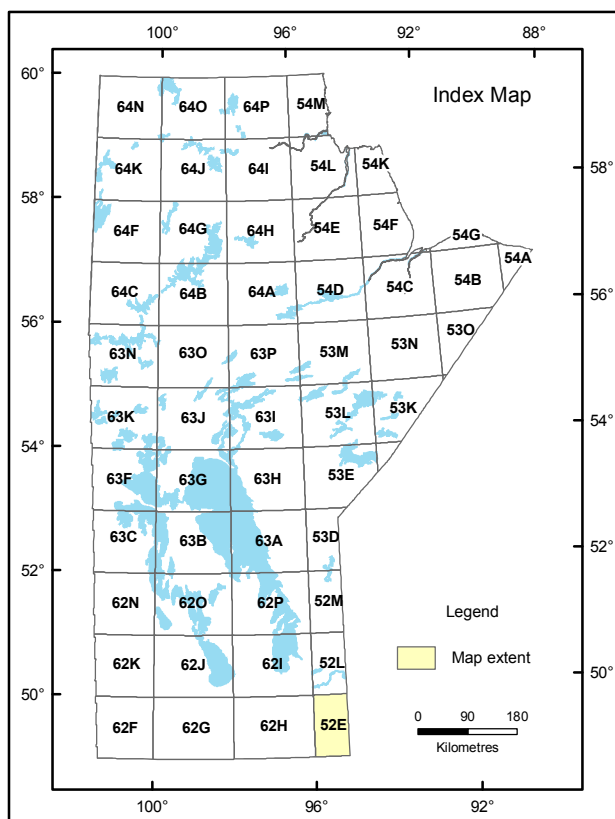 100° 96° 92° 88°
60°
Index Map
64N 64O 64P 54M
64K 64J 64I 54L 54K
58° 58°
64F 64G 64H 54E 54F 54G
54A
64C 64B 64A 54D 54C 54B
56° 56°
63N 63O 63P 53M 53N 53O
63K 63J 63I 53L 53K
54° 54°
63F 63G 63H 53E
63C 63B 63A 53D
52° 52°
62N 62O 62P 52M
Legend
62K 62J 62I 52L
Map extent
50° 50°
62F 62G 62H 52E
0 90 180
Kilometres
100° 96° 92°